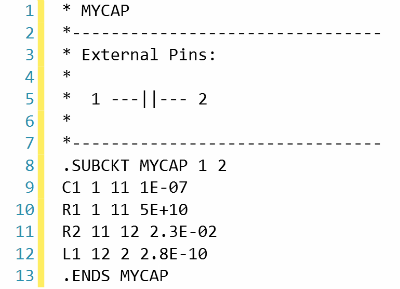 1 * MYCAP
2 *--------------------------------
3 * External Pins:
4 *
5 *  1 ---||--- 2
6 *
7 *--------------------------------
8 .SUBCKT MYCAP 1 2
9 C1 1 11 1E-07
10 R1 1 11 5E+10
11 R2 11 12 2.3E-02
12 L1 12 2 2.8E-10
13 .ENDS MYCAP